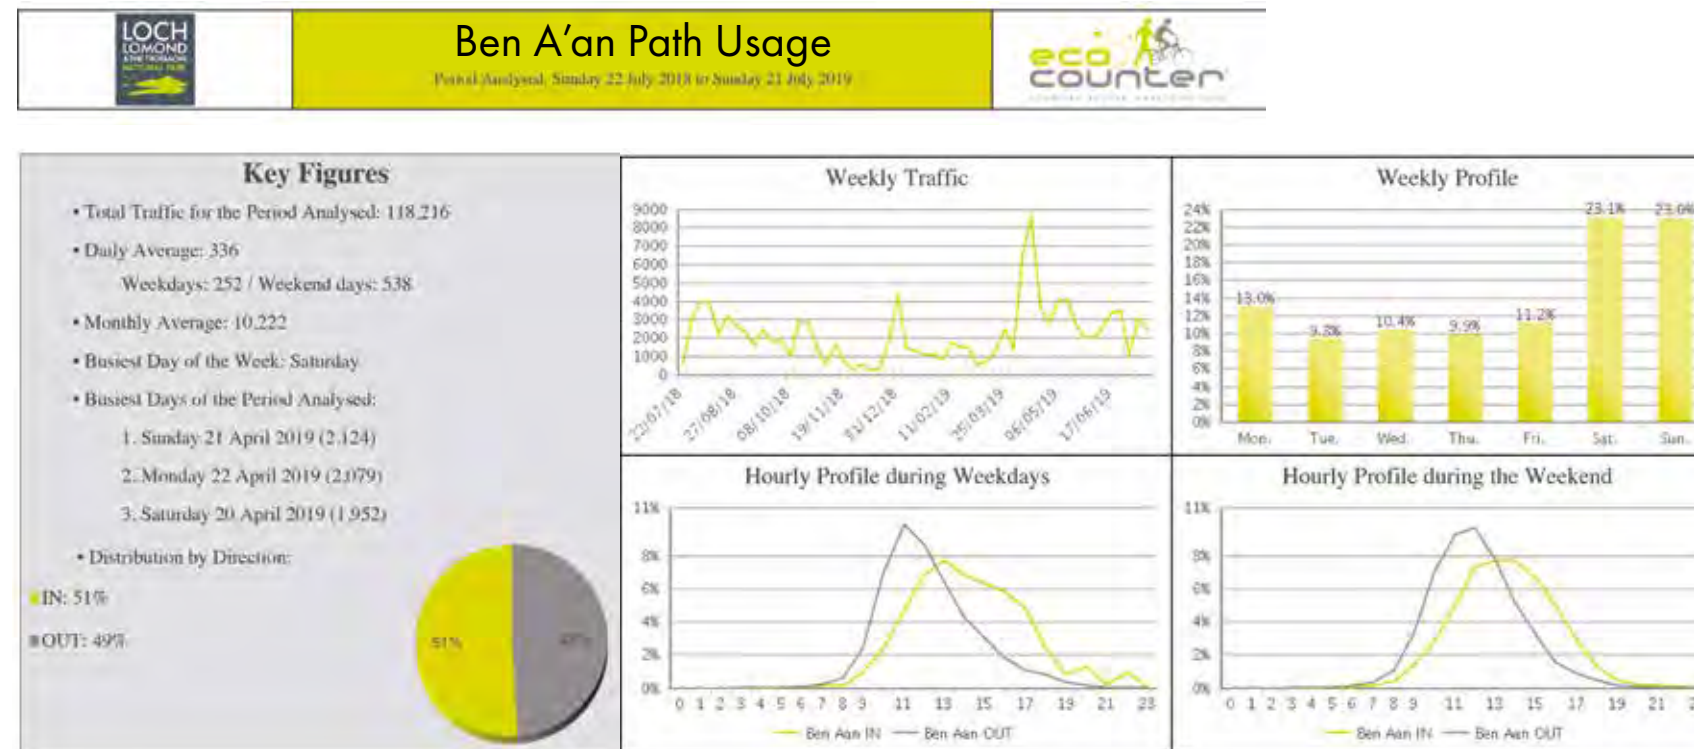 LOCH
LOMOND
& THE TROSSACHS
NATIONAL PARK
Ben A'an Path Usage
Period Analysed: Sunday 22 July 2018 to Sunday 21 July 2019
eco
counter
Key Figures
• Total Traffic for the Period Analysed: 118,216
• Daily Average: 336
Weekdays: 252 / Weekend days: 538
• Monthly Average: 10,222
• Busiest Day of the Week: Saturday
• Busiest Days of the Period Analysed:
1. Sunday 21 April 2019 (2,124)
2. Monday 22 April 2019 (2,079)
3. Saturday 20 April 2019 (1,952)
• Distribution by Direction:
IN: 51%
OUT: 49%
51%
49%
Weekly Traffic
9000
8000
7000
6000
5000
4000
3000
2000
1000
0
22/07/18 27/08/18 08/10/18 19/11/18 31/12/18 11/02/19 25/03/19 06/05/19 17/06/19
Weekly Profile
24%
22%
20%
18%
16%
14%
12%
10%
8%
6%
4%
2%
0%
13.0% 9.3% 10.4% 9.9% 11.2% 23.1% 23.0%
Mon. Tue. Wed. Thu. Fri. Sat. Sun.
Hourly Profile during Weekdays
11%
8%
6%
4%
2%
0%
0 1 2 3 4 5 6 7 8 9 11 13 15 17 19 21 23
Ben Aan IN Ben Aan OUT
Hourly Profile during the Weekend
11%
8%
6%
4%
2%
0%
0 1 2 3 4 5 6 7 8 9 11 13 15 17 19 21
Ben Aan IN Ben Aan OUT